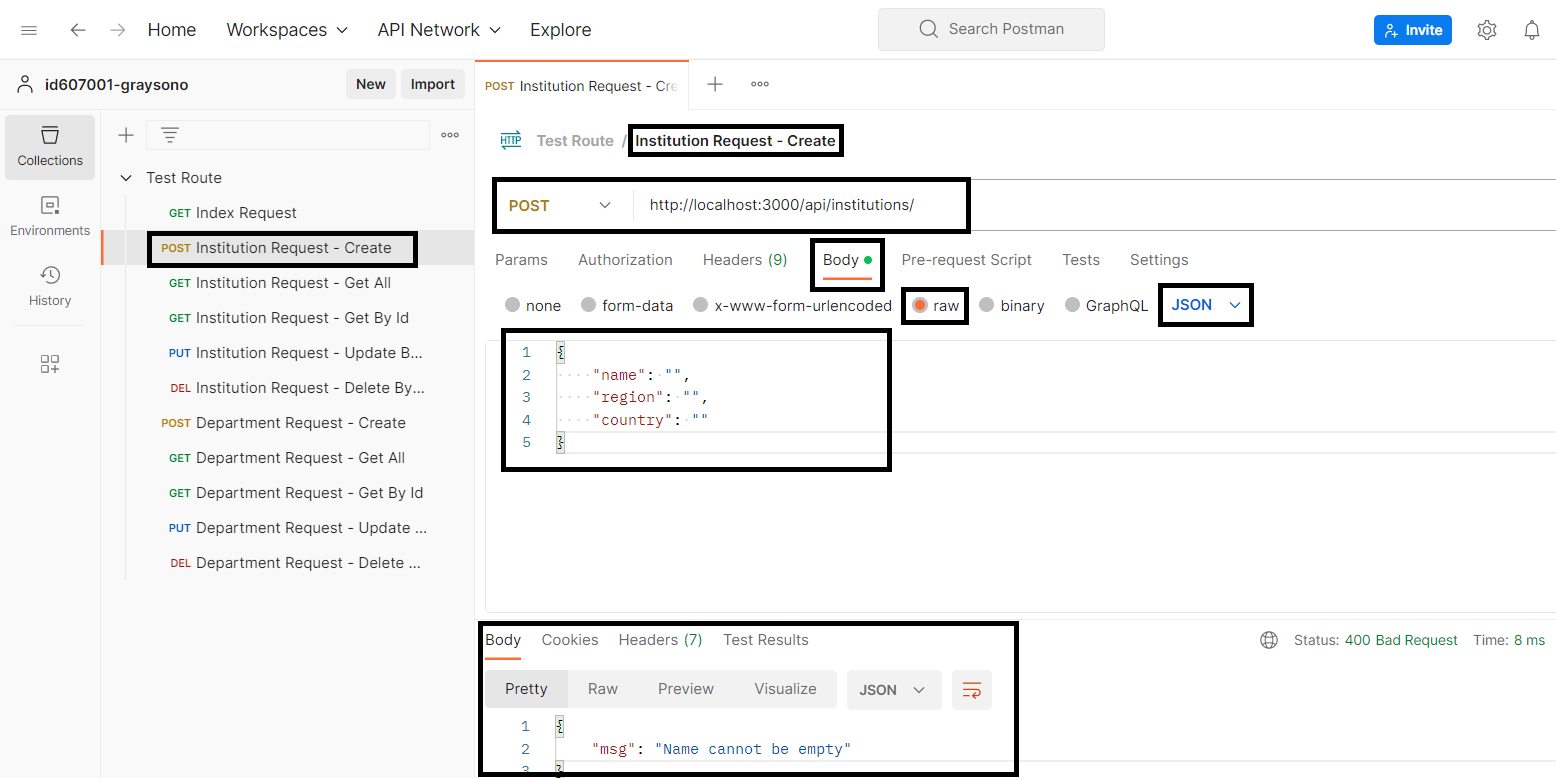 Home Workspaces API Network Explore Search Postman Invite
id607001-graysono New Import
POST Institution Request - Cre
Collections
Environments
History
Test Route
GET Index Request
POST Institution Request - Create
GET Institution Request - Get All
GET Institution Request - Get By Id
PUT Institution Request - Update B...
DEL Institution Request - Delete By...
POST Department Request - Create
GET Department Request - Get All
GET Department Request - Get By Id
PUT Department Request - Update ...
DEL Department Request - Delete ...
HTTP Test Route / Institution Request - Create
POST http://localhost:3000/api/institutions/
Params Authorization Headers (9) Body Pre-request Script Tests Settings
none form-data x-www-form-urlencoded raw binary GraphQL JSON
1 {
2 "name": "",
3 "region": "",
4 "country": ""
5 }
Body Cookies Headers (7) Test Results Status: 400 Bad Request Time: 8 ms
Pretty Raw Preview Visualize JSON
1 {
2 "msg": "Name cannot be empty"
3 }